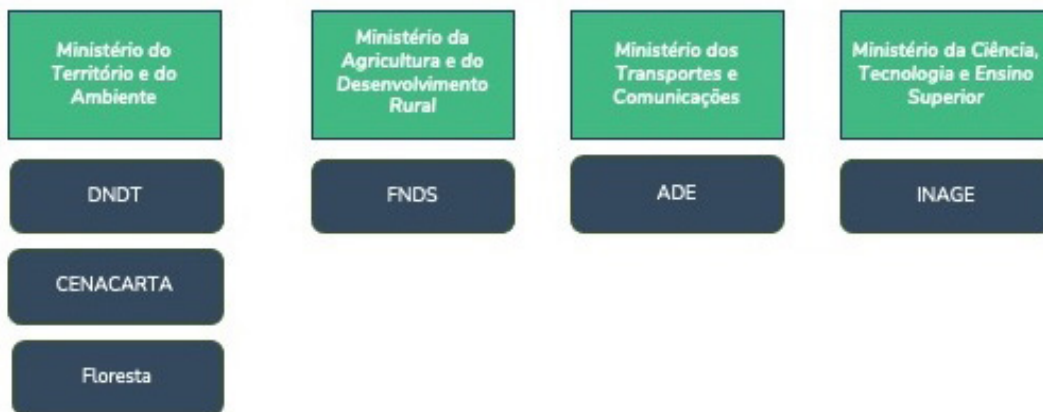 Ministério do
Território e do
Ambiente
DNDT
CENACARTA
Floresta
Ministério da
Agricultura e do
Desenvolvimento
Rural
FNDS
Ministério dos
Transportes e
Comunicações
ADE
Ministério da Ciência,
Tecnologia e Ensino
Superior
INAGE